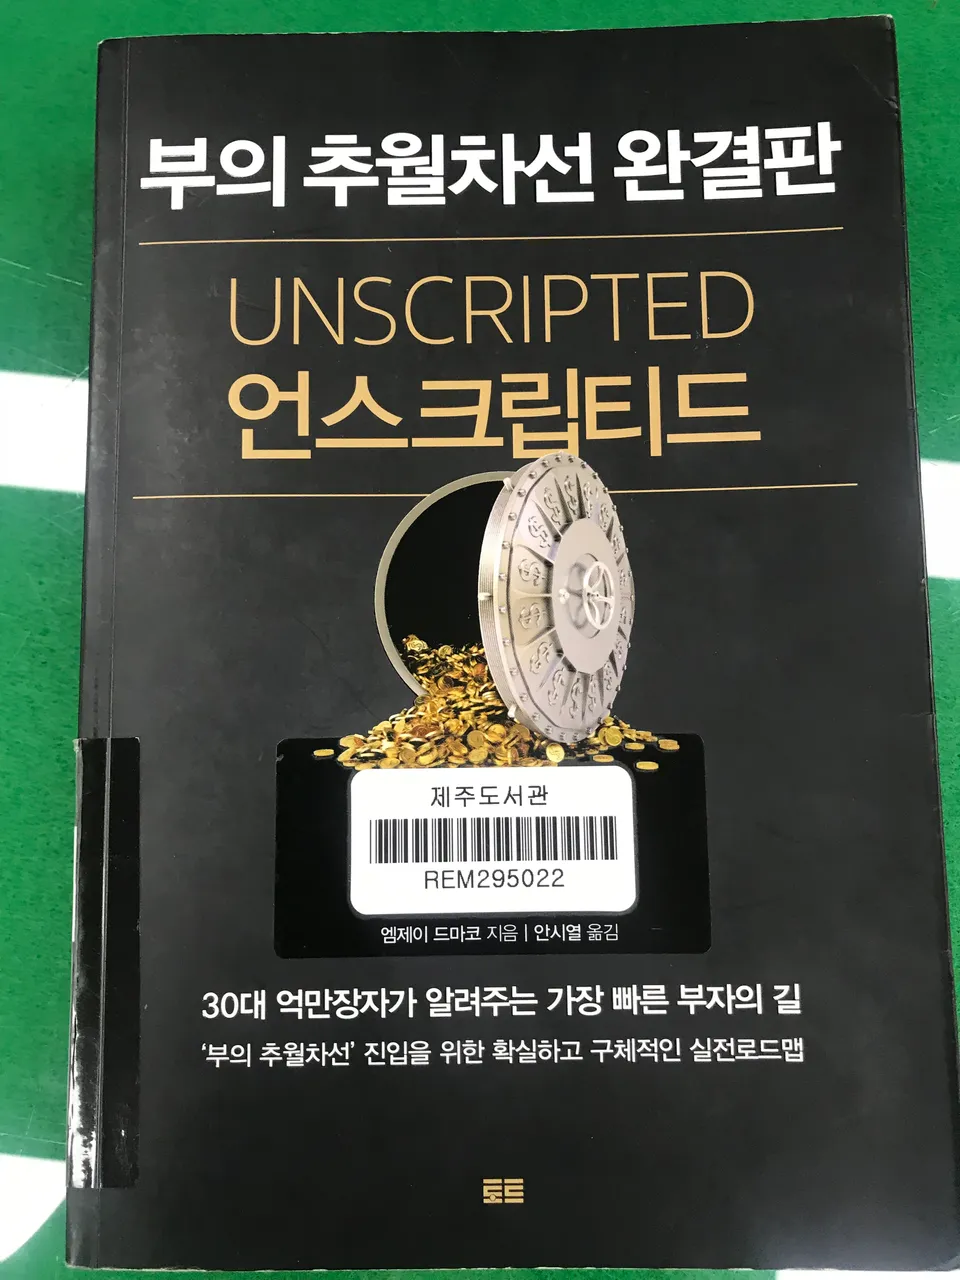 부의 추월차선 완결판
UNSCRIPTED
언스크립티드
제주도서관
REM295022
엠제이 드마코 지음 | 안시열 옮김
30대 억만장자가 알려주는 가장 빠른 부자의 길
‘부의 추월차선’ 진입을 위한 확실하고 구체적인 실전로드맵
토트